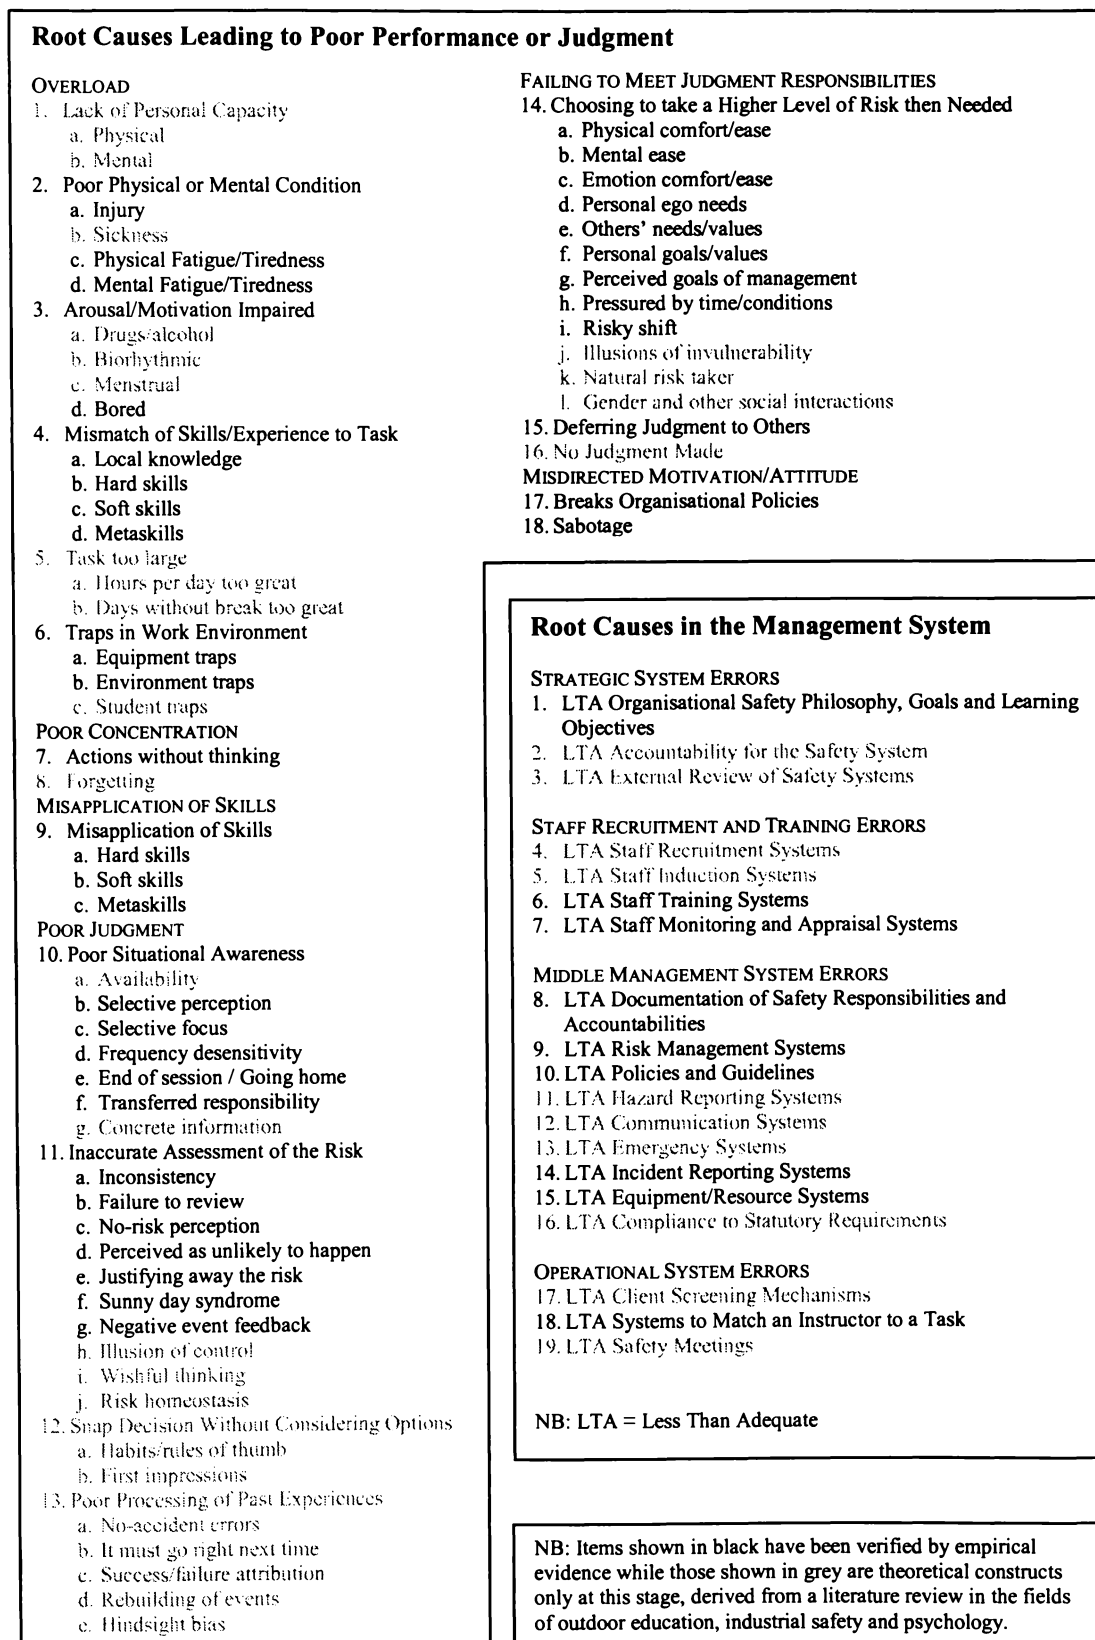 Root Causes Leading to Poor Performance or Judgment
OVERLOAD
1. Lack of Personal Capacity
a. Physical
b. Mental
2. Poor Physical or Mental Condition
a. Injury
b. Sickness
c. Physical Fatigue/Tiredness
d. Mental Fatigue/Tiredness
3. Arousal/Motivation Impaired
a. Drugs/alcohol
b. Biorhythmic
c. Menstrual
d. Bored
4. Mismatch of Skills/Experience to Task
a. Local knowledge
b. Hard skills
c. Soft skills
d. Metaskills
5. Task too large
a. Hours per day too great
b. Days without break too great
6. Traps in Work Environment
a. Equipment traps
b. Environment traps
c. Student traps
POOR CONCENTRATION
7. Actions without thinking
8. Forgetting
MISAPPLICATION OF SKILLS
9. Misapplication of Skills
a. Hard skills
b. Soft skills
c. Metaskills
POOR JUDGMENT
10. Poor Situational Awareness
a. Availability
b. Selective perception
c. Selective focus
d. Frequency desensitivity
e. End of session / Going home
f. Transferred responsibility
g. Concrete information
11. Inaccurate Assessment of the Risk
a. Inconsistency
b. Failure to review
c. No-risk perception
d. Perceived as unlikely to happen
e. Justifying away the risk
f. Sunny day syndrome
g. Negative event feedback
h. Illusion of control
i. Wishful thinking
j. Risk homeostasis
12. Snap Decision Without Considering Options
a. Habits/rules of thumb
b. First impressions
13. Poor Processing of Past Experiences
a. No-accident errors
b. It must go right next time
c. Success/failure attribution
d. Rebuilding of events
e. Hindsight bias
FAILING TO MEET JUDGMENT RESPONSIBILITIES
14. Choosing to take a Higher Level of Risk then Needed
a. Physical comfort/ease
b. Mental ease
c. Emotion comfort/ease
d. Personal ego needs
e. Others' needs/values
f. Personal goals/values
g. Perceived goals of management
h. Pressured by time/conditions
i. Risky shift
j. Illusions of invulnerability
k. Natural risk taker
l. Gender and other social interactions
15. Deferring Judgment to Others
16. No Judgment Made
MISDIRECTED MOTIVATION/ATTITUDE
17. Breaks Organisational Policies
18. Sabotage
Root Causes in the Management System
STRATEGIC SYSTEM ERRORS
1. LTA Organisational Safety Philosophy, Goals and Learning
Objectives
2. LTA Accountability for the Safety System
3. LTA External Review of Safety Systems
STAFF RECRUITMENT AND TRAINING ERRORS
4. LTA Staff Recruitment Systems
5. LTA Staff Induction Systems
6. LTA Staff Training Systems
7. LTA Staff Monitoring and Appraisal Systems
MIDDLE MANAGEMENT SYSTEM ERRORS
8. LTA Documentation of Safety Responsibilities and
Accountabilities
9. LTA Risk Management Systems
10. LTA Policies and Guidelines
11. LTA Hazard Reporting Systems
12. LTA Communication Systems
13. LTA Emergency Systems
14. LTA Incident Reporting Systems
15. LTA Equipment/Resource Systems
16. LTA Compliance to Statutory Requirements
OPERATIONAL SYSTEM ERRORS
17. LTA Client Screening Mechanisms
18. LTA Systems to Match an Instructor to a Task
19. LTA Safety Meetings
NB: LTA = Less Than Adequate
NB: Items shown in black have been verified by empirical
evidence while those shown in grey are theoretical constructs
only at this stage, derived from a literature review in the fields
of outdoor education, industrial safety and psychology.